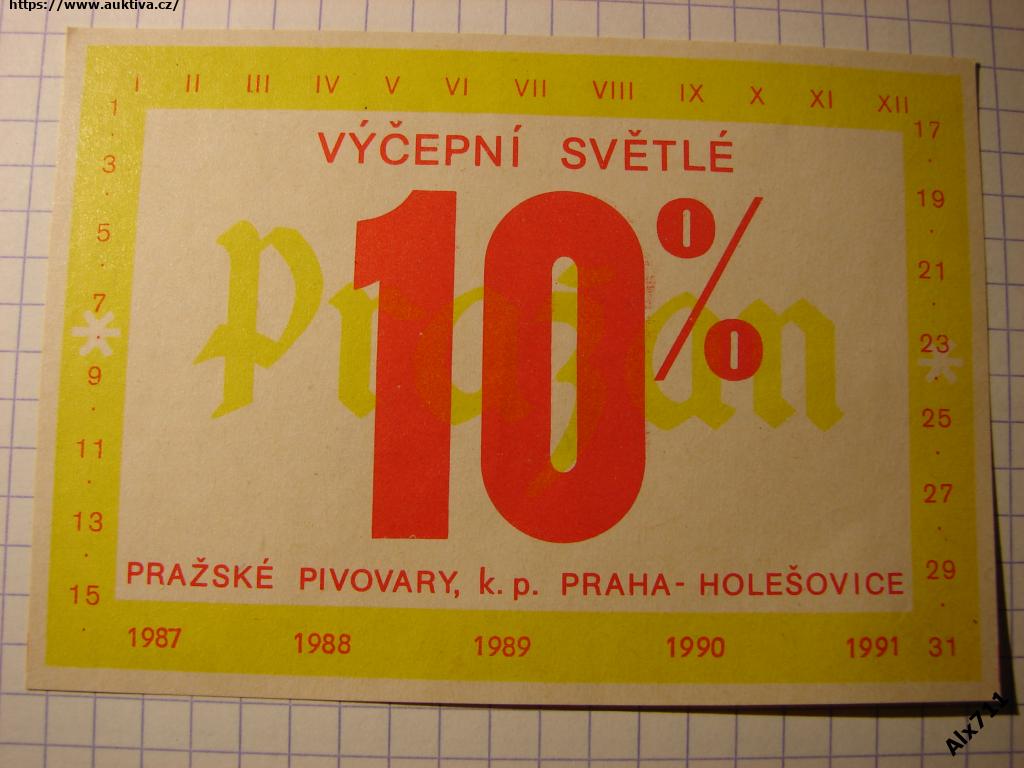 https://www.auktiva.cz/
I II III IV V VI VII VIII IX X XI XII
1
3
5
7
9
11
13
15
VÝČEPNÍ SVĚTLÉ
10%
Pražan
PRAŽSKÉ PIVOVARY, k. p. PRAHA - HOLEŠOVICE
17
19
21
23
25
27
29
31
1987 1988 1989 1990 1991
Alx711